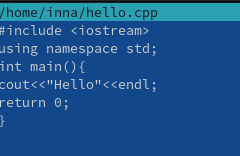 /home/inna/hello.cpp
#include <iostream>
using namespace std;
int main(){
cout<<"Hello"<<endl;
return 0;
}